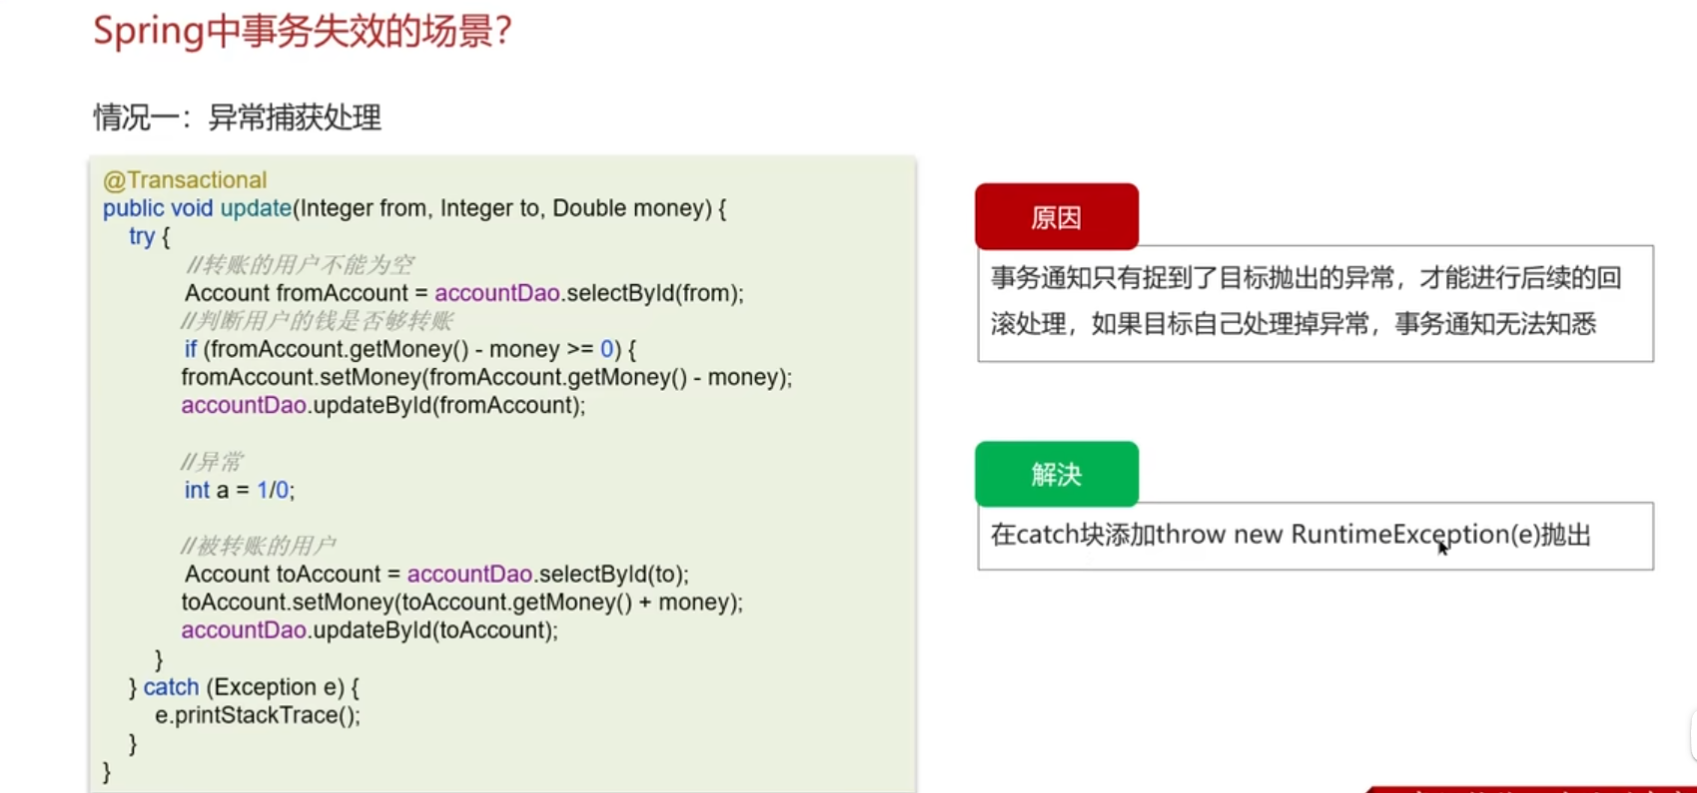 Spring中事务失效的场景？
情况一：异常捕获处理
@Transactional
public void update(Integer from, Integer to, Double money) {
try {
//转账的用户不能为空
Account fromAccount = accountDao.selectById(from);
//判断用户的钱是否够转账
if (fromAccount.getMoney() - money >= 0) {
fromAccount.setMoney(fromAccount.getMoney() - money);
accountDao.updateById(fromAccount);
//异常
int a = 1/0;
//被转账的用户
Account toAccount = accountDao.selectById(to);
toAccount.setMoney(toAccount.getMoney() + money);
accountDao.updateById(toAccount);
}
} catch (Exception e) {
e.printStackTrace();
}
}
原因
事务通知只有捉到了目标抛出的异常，才能进行后续的回
滚处理，如果目标自己处理掉异常，事务通知无法知悉
解决
在catch块添加throw new RuntimeException(e)抛出